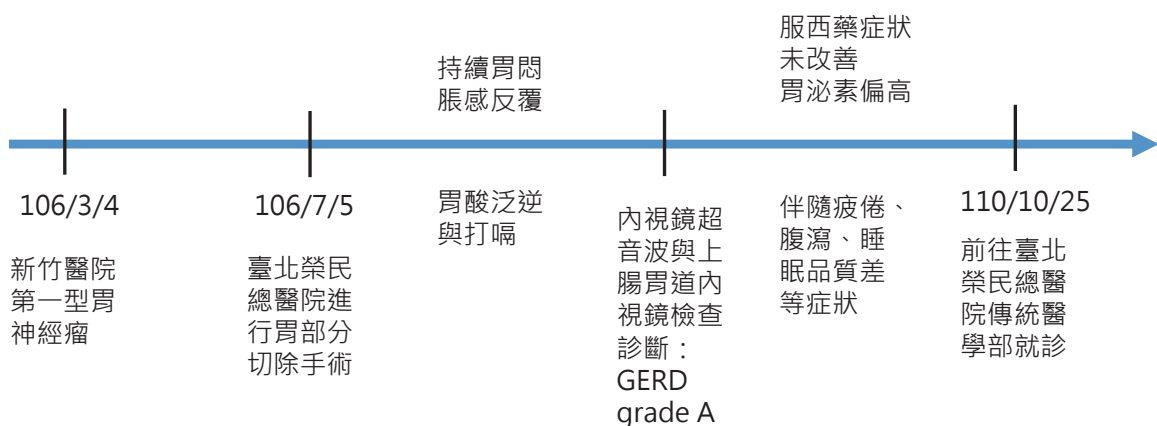 106/3/4
新竹醫院
第一型胃
神經瘤
106/7/5
臺北榮民
總醫院進
行胃部分
切除手術
持續胃悶
脹感反覆
胃酸泛逆
與打嗝
內視鏡超
音波與上
腸胃道內
視鏡檢查
診斷：
GERD
grade A
服西藥症狀
未改善
胃泌素偏高
伴隨疲倦、
腹瀉、睡
眠品質差
等症狀
110/10/25
前往臺北
榮民總醫
院傳統醫
學部就診